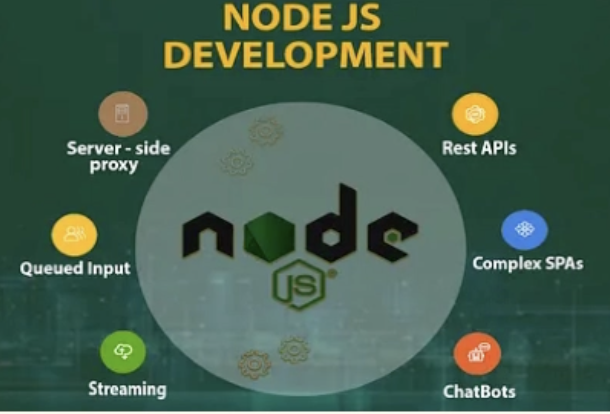 NODE JS
DEVELOPMENT
Server - side
proxy
Rest APIs
node
JS
Queued Input
Complex SPAs
Streaming
ChatBots